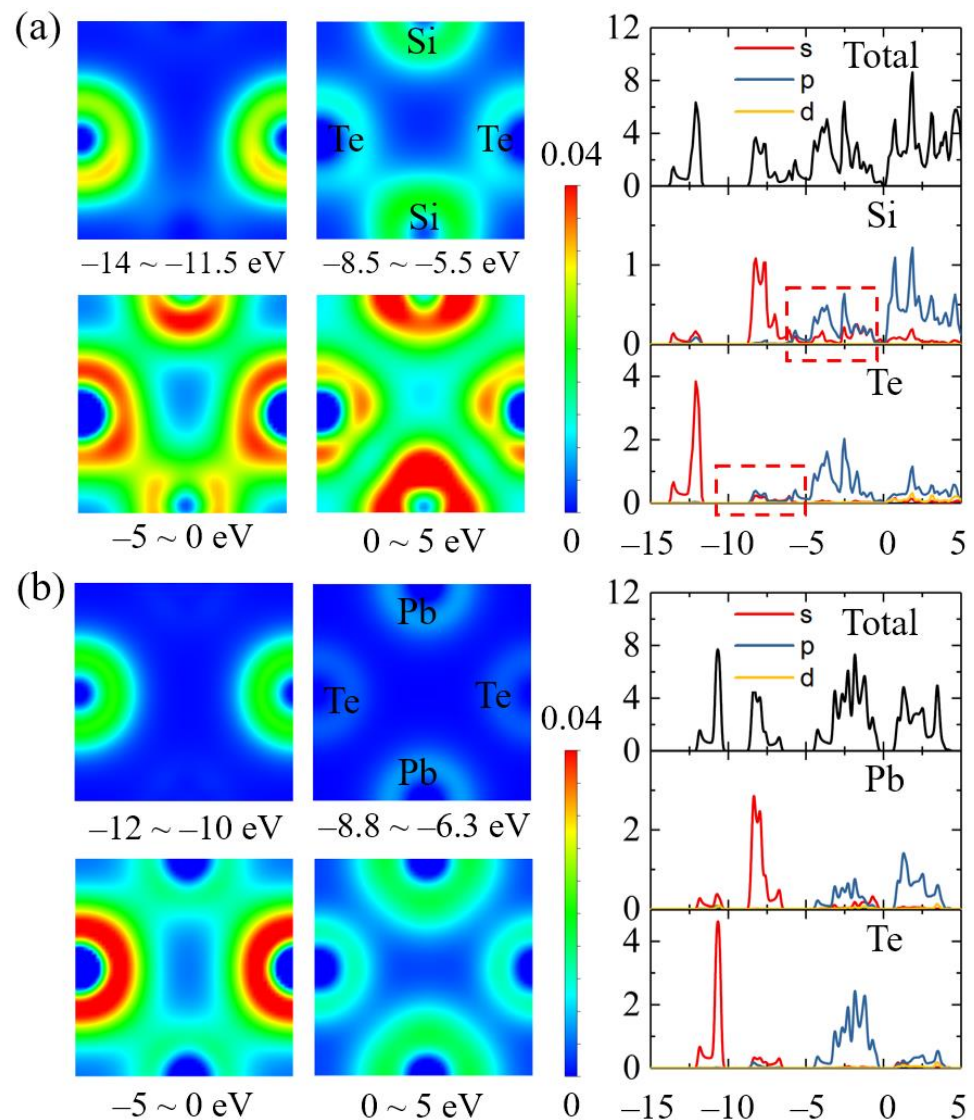 (a)
Si
Te
Te
Si
–14 ~ –11.5 eV
–8.5 ~ –5.5 eV
–5 ~ 0 eV
0 ~ 5 eV
0.04
0
12
8
4
0
s
p
d
Total
1
0
Si
4
2
0
Te
–15
–10
–5
0
5
(b)
Pb
Te
Te
Pb
–12 ~ –10 eV
–8.8 ~ –6.3 eV
–5 ~ 0 eV
0 ~ 5 eV
0.04
0
12
8
4
0
s
p
d
Total
2
0
Pb
4
2
0
Te
–15
–10
–5
0
5